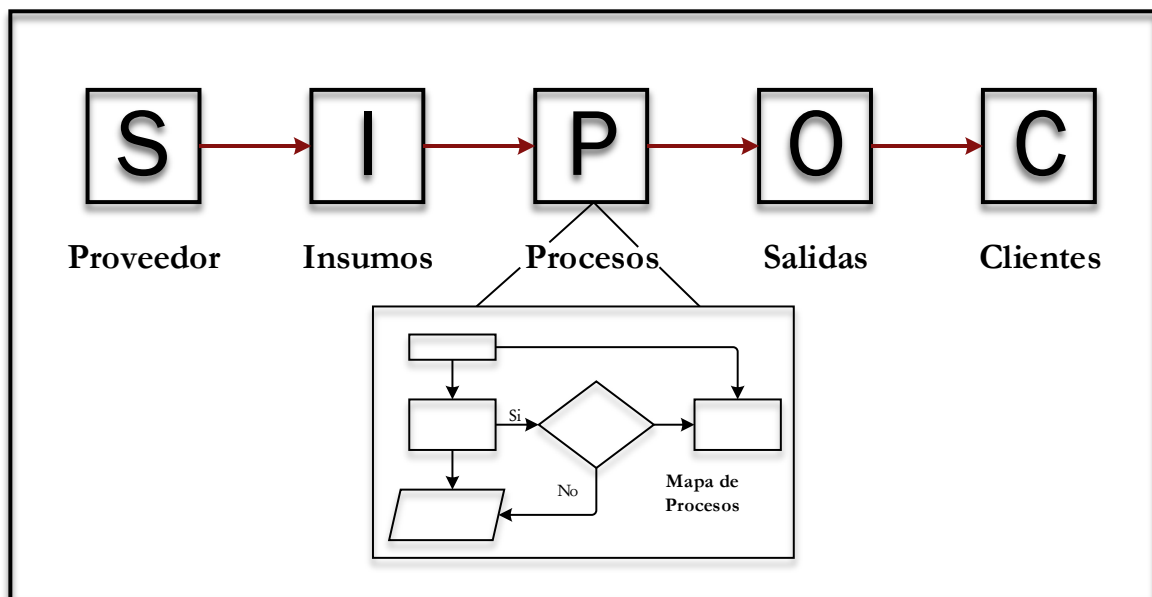 S I P O C
Proveedor Insumos Procesos Salidas Clientes
Si
No
Mapa de
Procesos